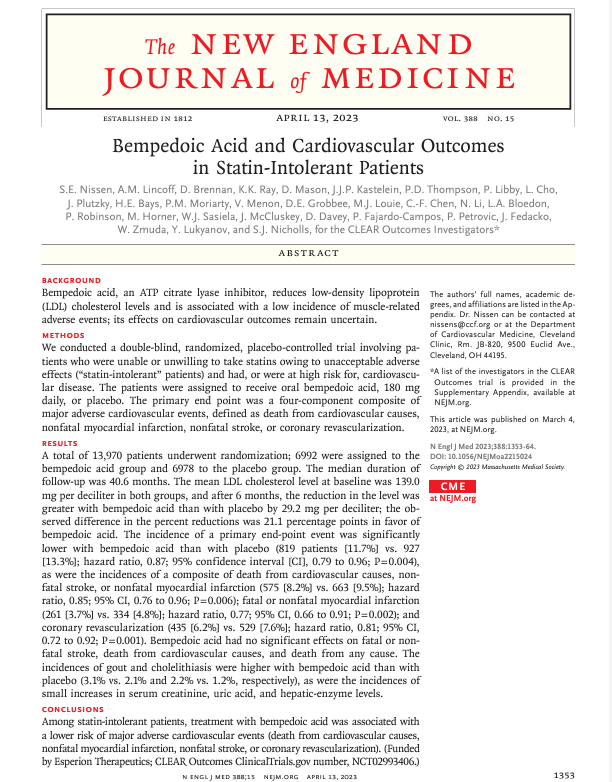 The NEW ENGLAND
JOURNAL of MEDICINE
ESTABLISHED IN 1812 APRIL 13, 2023 VOL. 388 NO. 15
Bempedoic Acid and Cardiovascular Outcomes
in Statin-Intolerant Patients
S.E. Nissen, A.M. Lincoff, D. Brennan, K.K. Ray, D. Mason, J.J.P. Kastelein, P.D. Thompson, P. Libby, L. Cho,
J. Plutzky, H.E. Bays, P.M. Moriarty, V. Menon, D.E. Grobbee, M.J. Louie, C.-F. Chen, N. Li, L.A. Bloedon,
P. Robinson, M. Horner, W.J. Sasiela, J. McCluskey, D. Davey, P. Fajardo-Campos, P. Petrovic, J. Fedacko,
W. Zmuda, Y. Lukyanov, and S.J. Nicholls, for the CLEAR Outcomes Investigators*
ABSTRACT
BACKGROUND
Bempedoic acid, an ATP citrate lyase inhibitor, reduces low-density lipoprotein
(LDL) cholesterol levels and is associated with a low incidence of muscle-related
adverse events; its effects on cardiovascular outcomes remain uncertain.
METHODS
We conducted a double-blind, randomized, placebo-controlled trial involving pa-
tients who were unable or unwilling to take statins owing to unacceptable adverse
effects (“statin-intolerant” patients) and had, or were at high risk for, cardiovascu-
lar disease. The patients were assigned to receive oral bempedoic acid, 180 mg
daily, or placebo. The primary end point was a four-component composite of
major adverse cardiovascular events, defined as death from cardiovascular causes,
nonfatal myocardial infarction, nonfatal stroke, or coronary revascularization.
RESULTS
A total of 13,970 patients underwent randomization; 6992 were assigned to the
bempedoic acid group and 6978 to the placebo group. The median duration of
follow-up was 40.6 months. The mean LDL cholesterol level at baseline was 139.0
mg per deciliter in both groups, and after 6 months, the reduction in the level was
greater with bempedoic acid than with placebo by 29.2 mg per deciliter; the ob-
served difference in the percent reductions was 21.1 percentage points in favor of
bempedoic acid. The incidence of a primary end-point event was significantly
lower with bempedoic acid than with placebo (819 patients [11.7%] vs. 927
[13.3%]; hazard ratio, 0.87; 95% confidence interval [CI], 0.79 to 0.96; P=0.004),
as were the incidences of a composite of death from cardiovascular causes, non-
fatal stroke, or nonfatal myocardial infarction (575 [8.2%] vs. 663 [9.5%]; hazard
ratio, 0.85; 95% CI, 0.76 to 0.96; P=0.006); fatal or nonfatal myocardial infarction
(261 [3.7%] vs. 334 [4.8%]; hazard ratio, 0.77; 95% CI, 0.66 to 0.91; P=0.002); and
coronary revascularization (435 [6.2%] vs. 529 [7.6%]; hazard ratio, 0.81; 95% CI,
0.72 to 0.92; P=0.001). Bempedoic acid had no significant effects on fatal or non-
fatal stroke, death from cardiovascular causes, and death from any cause. The
incidences of gout and cholelithiasis were higher with bempedoic acid than with
placebo (3.1% vs. 2.1% and 2.2% vs. 1.2%, respectively), as were the incidences of
small increases in serum creatinine, uric acid, and hepatic-enzyme levels.
CONCLUSIONS
Among statin-intolerant patients, treatment with bempedoic acid was associated with
a lower risk of major adverse cardiovascular events (death from cardiovascular causes,
nonfatal myocardial infarction, nonfatal stroke, or coronary revascularization). (Funded
by Esperion Therapeutics; CLEAR Outcomes ClinicalTrials.gov number, NCT02993406.)
The authors' full names, academic de-
grees, and affiliations are listed in the Ap-
pendix. Dr. Nissen can be contacted at
nissens@ccf.org or at the Department
of Cardiovascular Medicine, Cleveland
Clinic, Rm. JB-820, 9500 Euclid Ave.,
Cleveland, OH 44195.
*A list of the investigators in the CLEAR
Outcomes trial is provided in the
Supplementary Appendix, available at
NEJM.org.
This article was published on March 4,
2023, at NEJM.org.
N Engl J Med 2023;388:1353-64.
DOI: 10.1056/NEJMoa2215024
Copyright © 2023 Massachusetts Medical Society.
CME
at NEJM.org
N ENGL J MED 388;15 NEJM.ORG APRIL 13, 2023 1353